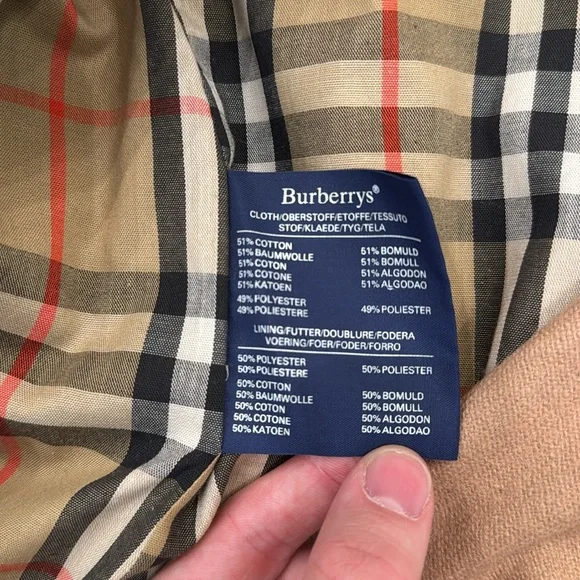 Burberrys®
CLOTH/OBERSTOFF/ETOFFE/TESSUTO
STOF/KLAEDE/TYG/TELA
51% COTTON
51% BAUMWOLLE 51% BOMULD
51% COTON 51% BOMULL
51% COTONE 51% ALGODON
51% KATOEN 51% ALGODAO
49% POLYESTER
49% POLIESTERE 49% POLIESTER
LINING/FUTTER/DOUBLURE/FODERA
VOERING/FOER/FODER/FORRO
50% POLYESTER
50% POLIESTERE 50% POLIESTER
50% COTTON
50% BAUMWOLLE 50% BOMULD
50% COTON 50% BOMULL
50% COTONE 50% ALGODON
50% KATOEN 50% ALGODAO